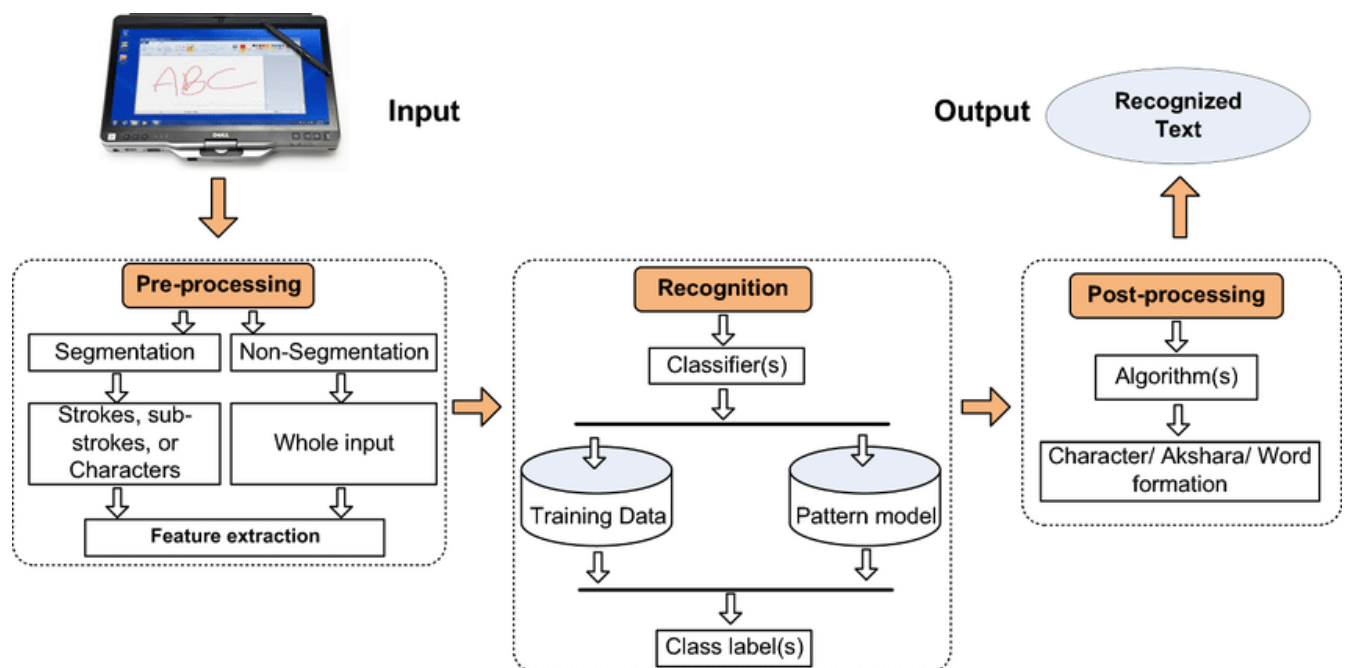 ABC
DELL
Input
Output
Recognized
Text
Pre-processing
Segmentation
Non-Segmentation
Strokes, sub-
strokes, or
Characters
Whole input
Feature extraction
Recognition
Classifier(s)
Training Data
Pattern model
Class label(s)
Post-processing
Algorithm(s)
Character/ Akshara/ Word
formation